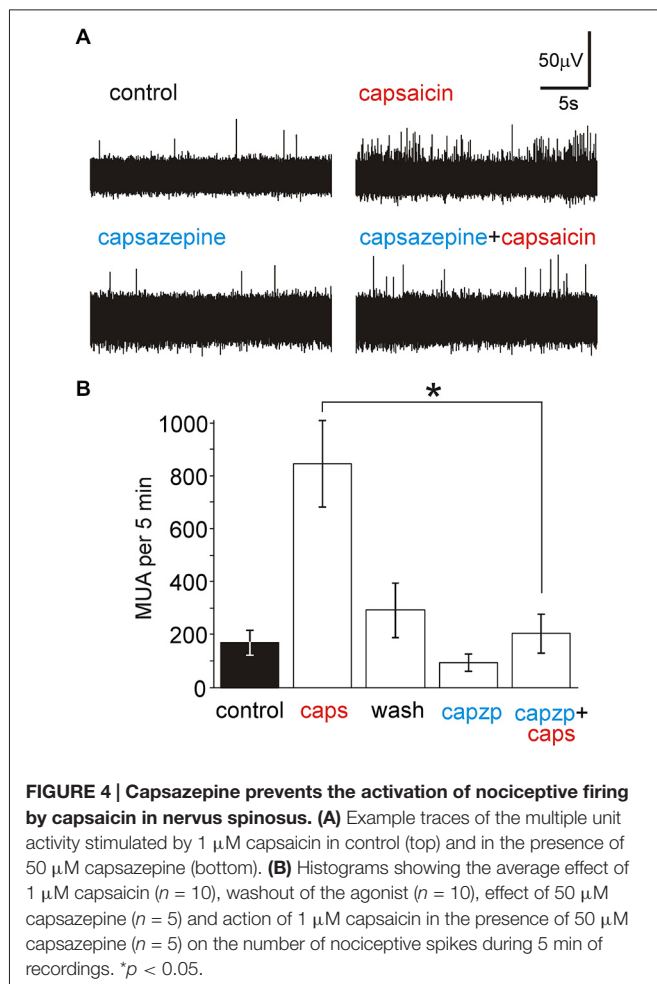 A
50μV
5s
control
capsaicin
capsazepine
capsazepine+capsaicin
B
*
MUA per 5 min
1000
800
600
400
200
0
control
caps
wash
capzp
capzp+
caps
FIGURE 4 | Capsazepine prevents the activation of nociceptive firing
by capsaicin in nervus spinosus. (A) Example traces of the multiple unit
activity stimulated by 1 μM capsaicin in control (top) and in the presence of
50 μM capsazepine (bottom). (B) Histograms showing the average effect of
1 μM capsaicin (n = 10), washout of the agonist (n = 10), effect of 50 μM
capsazepine (n = 5) and action of 1 μM capsaicin in the presence of 50 μM
capsazepine (n = 5) on the number of nociceptive spikes during 5 min of
recordings. *p < 0.05.